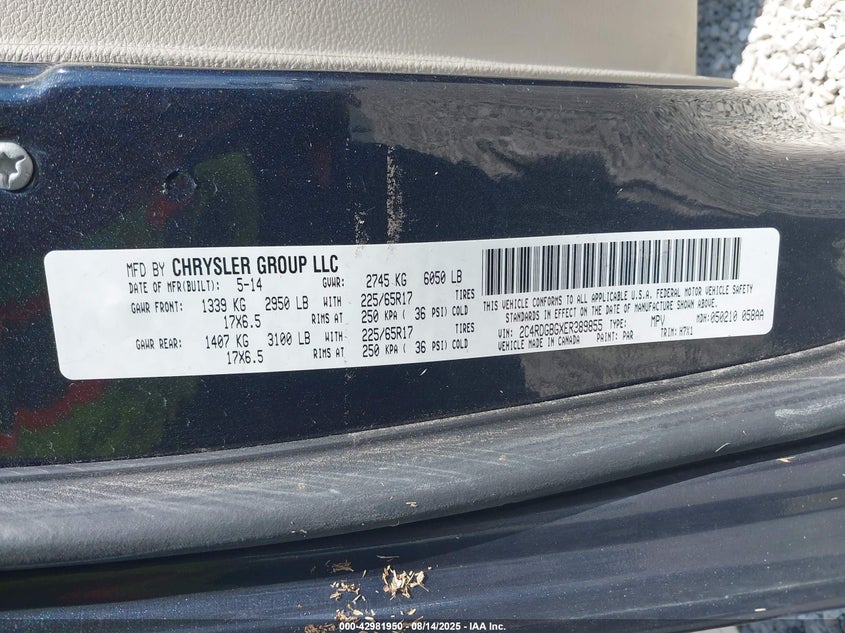 MFD BY CHRYSLER GROUP LLC
DATE OF MFR(BUILT): 5-14 GVWR: 2745 KG 6050 LB
GAWR FRONT: 1339 KG 2950 LB WITH 225/65R17 TIRES
17X6.5 RIMS AT 250 KPA ( 36 PSI) COLD
GAWR REAR: 1407 KG 3100 LB WITH 225/65R17 TIRES
17X6.5 RIMS AT 250 KPA ( 36 PSI) COLD
THIS VEHICLE CONFORMS TO ALL APPLICABLE U.S.A. FEDERAL MOTOR VEHICLE SAFETY
STANDARDS IN EFFECT ON THE DATE OF MANUFACTURE SHOWN ABOVE.
VIN: 2C4RDGBGXER389855 TYPE: MPV MDH: 050210 058AA
VEHICLE MADE IN CANADA PAINT: PAR TRIM: H7X1
000-42981950 - 08/14/2025 - IAA Inc.